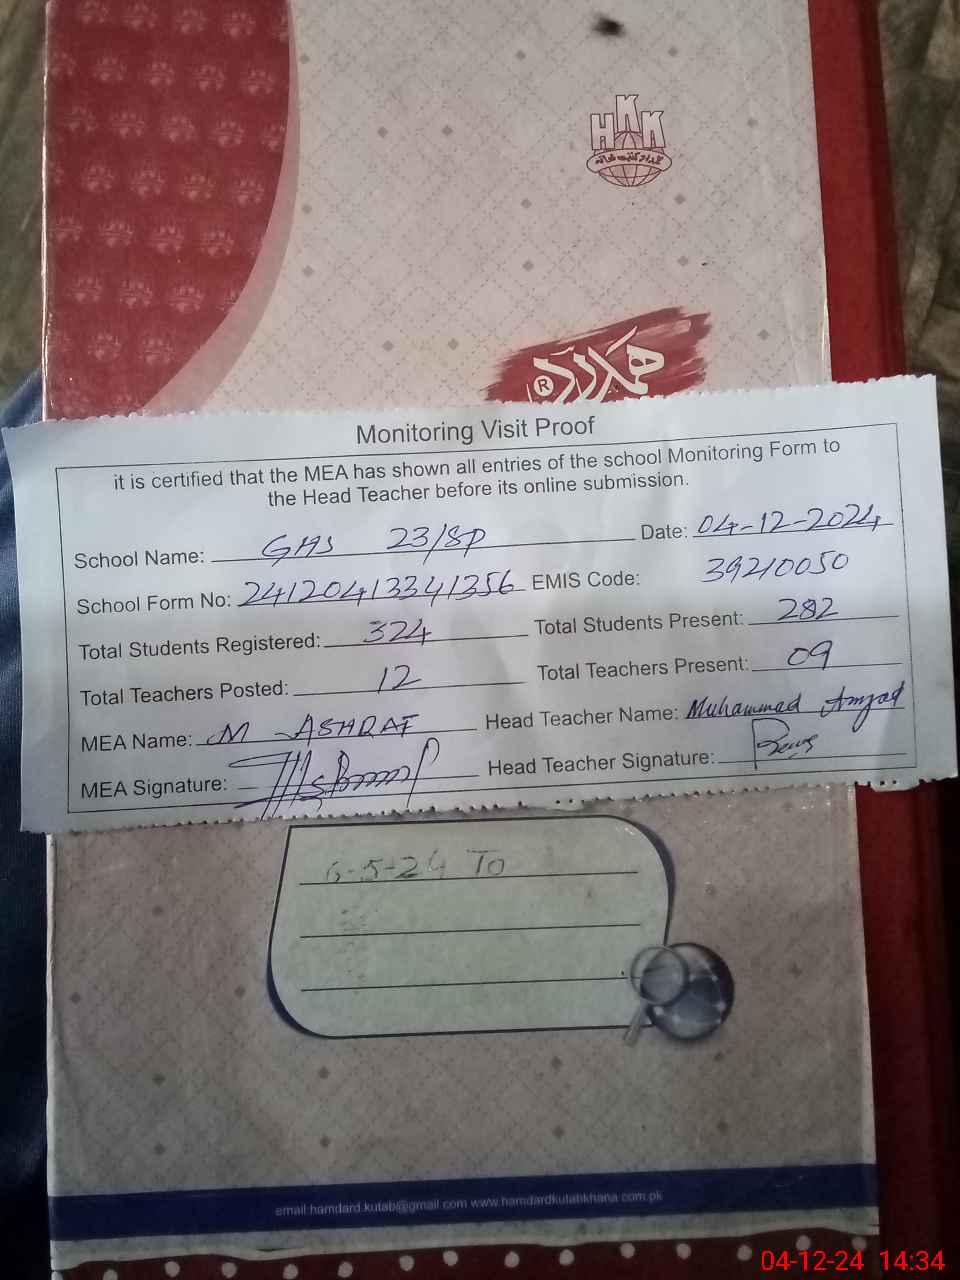 HKK
ہمدرد کتب خانہ
ہمدرد ®
Monitoring Visit Proof
it is certified that the MEA has shown all entries of the school Monitoring Form to
the Head Teacher before its online submission.
School Name: GHS 23/SP Date: 04-12-2024
School Form No: 24120413341356 EMIS Code: 39210050
Total Students Registered: 324 Total Students Present: 282
Total Teachers Posted: 12 Total Teachers Present: 09
MEA Name: M ASHRAF Head Teacher Name: Muhammad Amjad
MEA Signature: Head Teacher Signature:
6-5-24 To
email:hamdard.kutab@gmail.com www.hamdardkutabkhana.com.pk
04-12-24 14:34